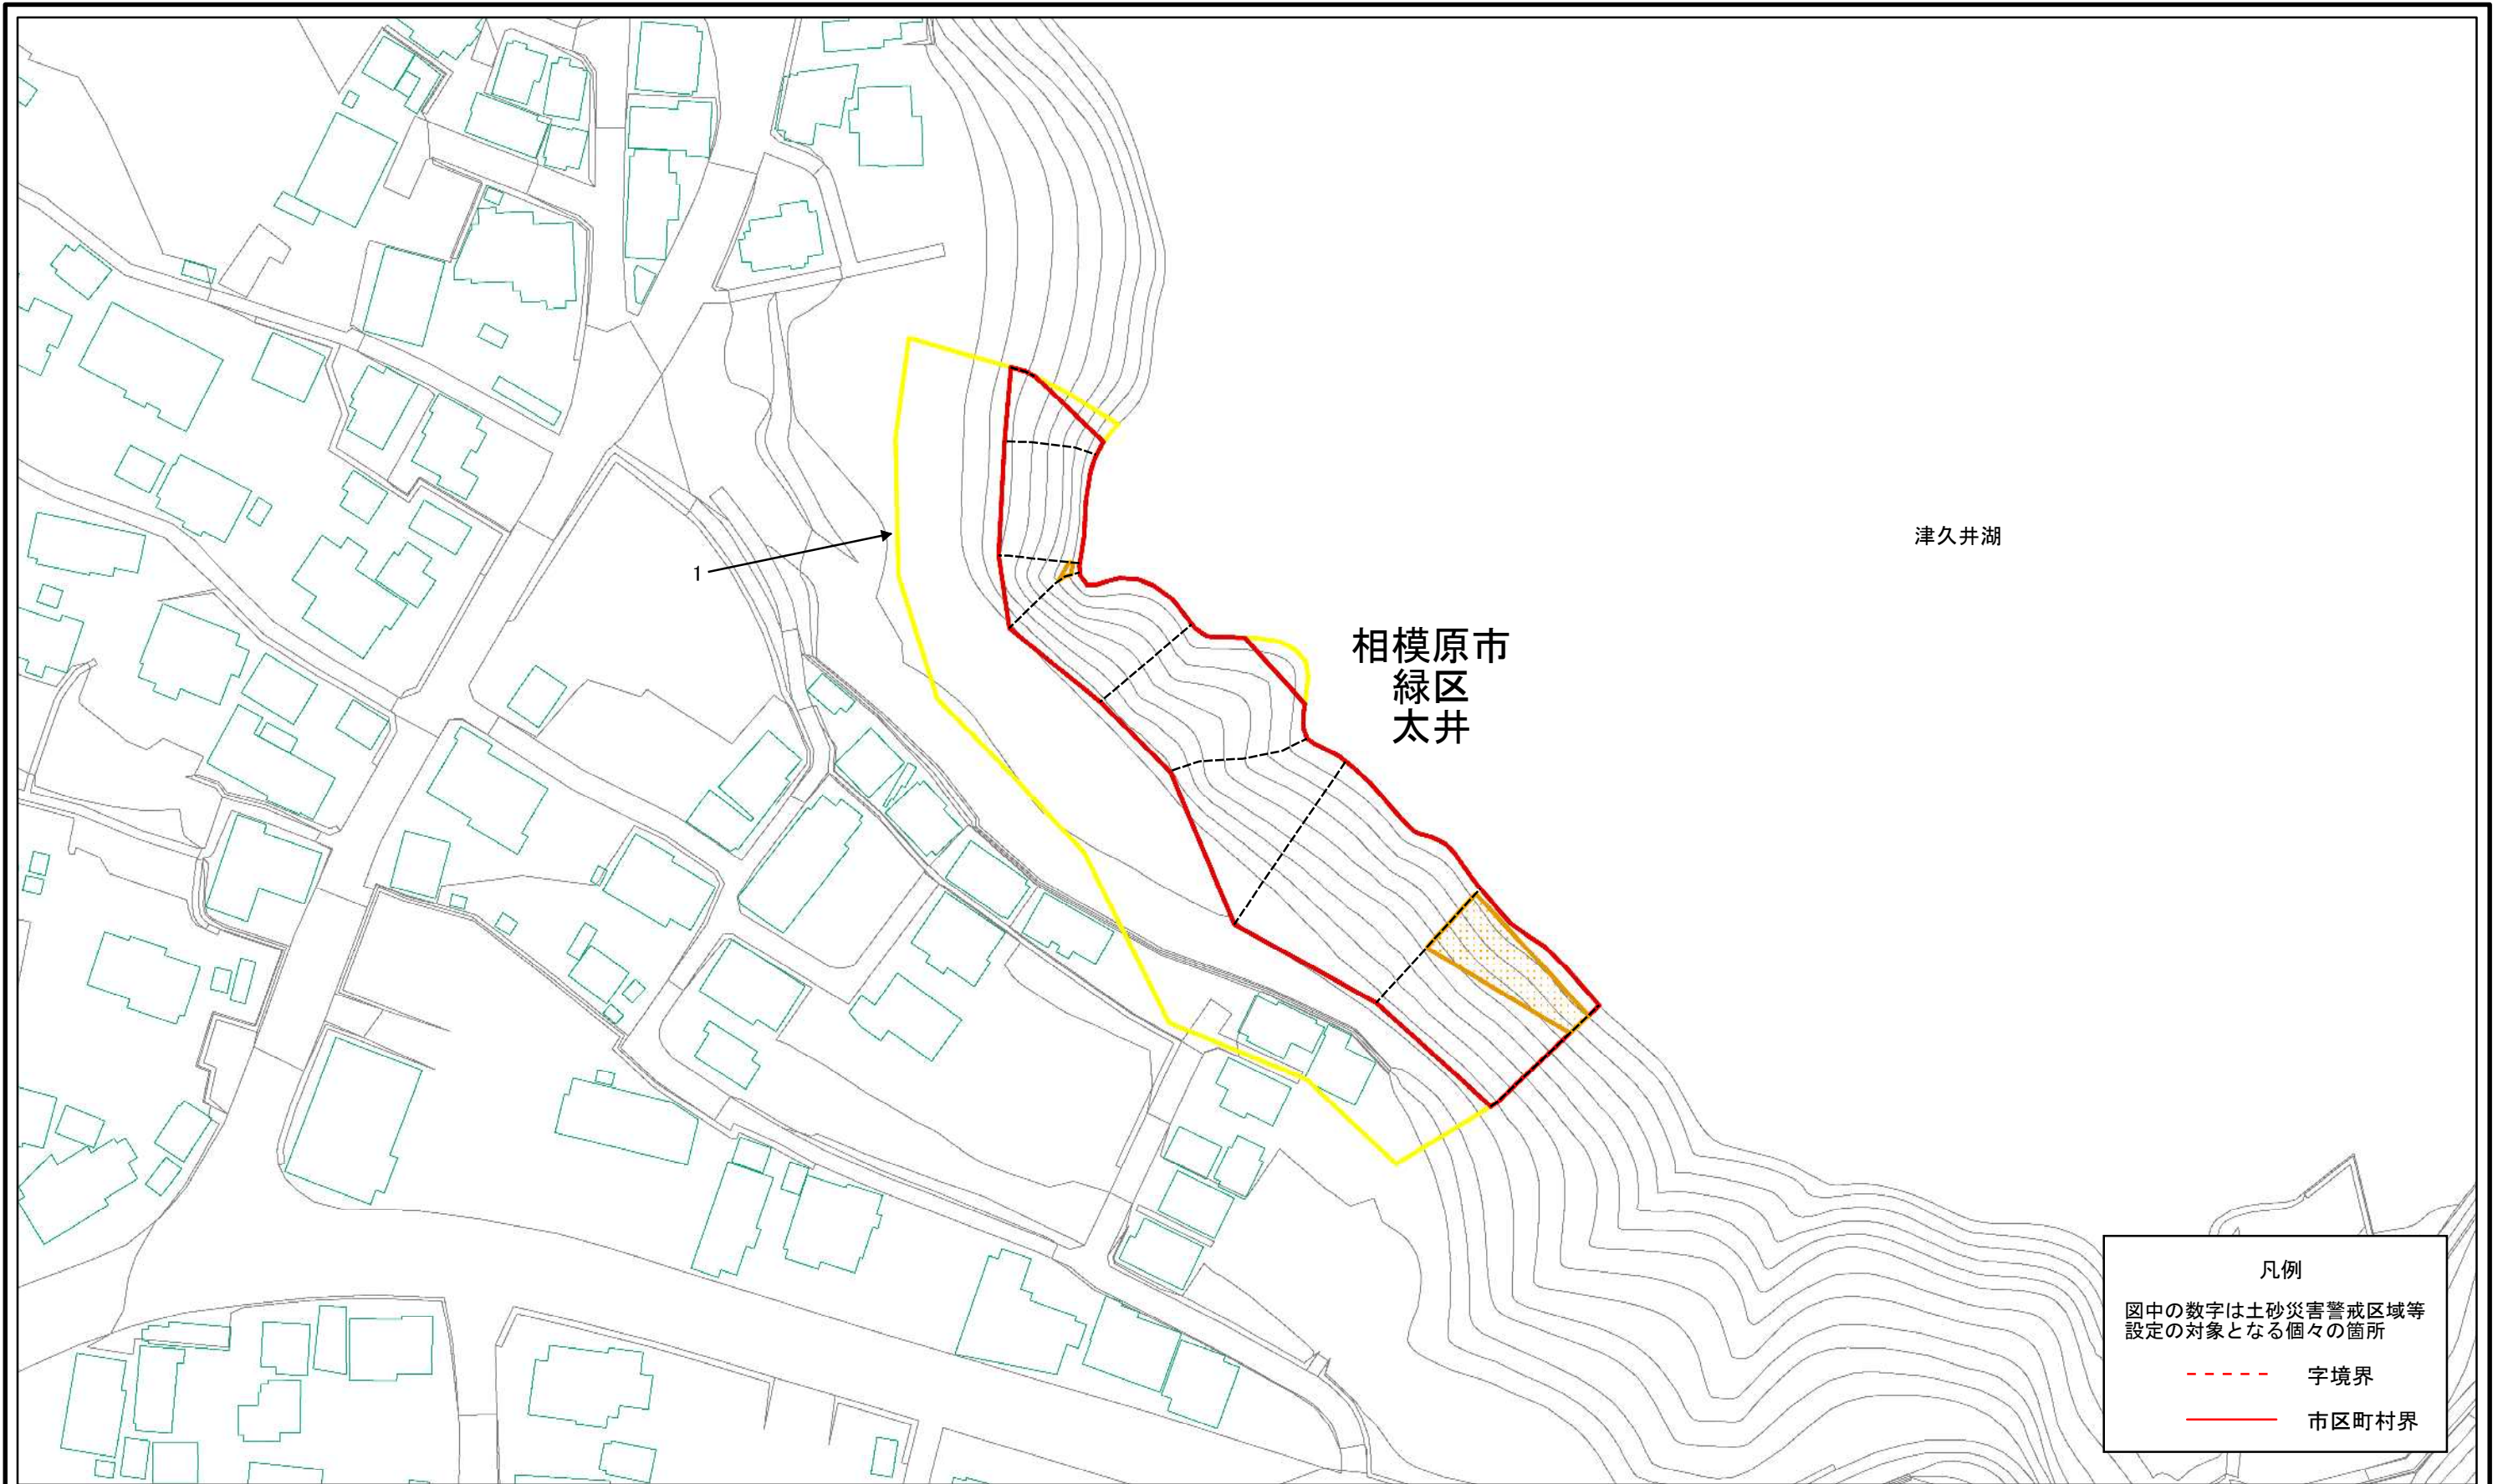 津久井湖
1
相模原市
緑区
太井
凡例
図中の数字は土砂災害警戒区域等
設定の対象となる個々の箇所
字境界
市区町村界